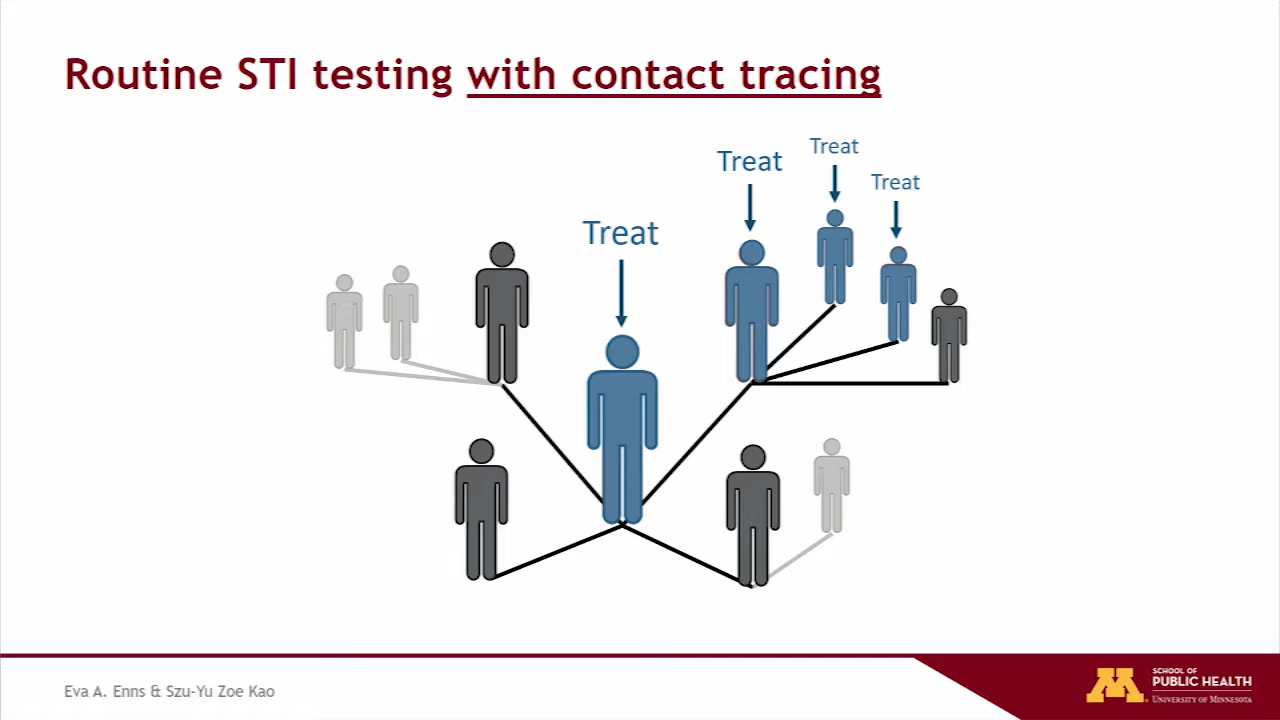 Routine STI testing with contact tracing
Treat
Treat
Treat
Treat
Eva A. Enns & Szu-Yu Zoe Kao
M
SCHOOL OF
PUBLIC HEALTH
UNIVERSITY OF MINNESOTA